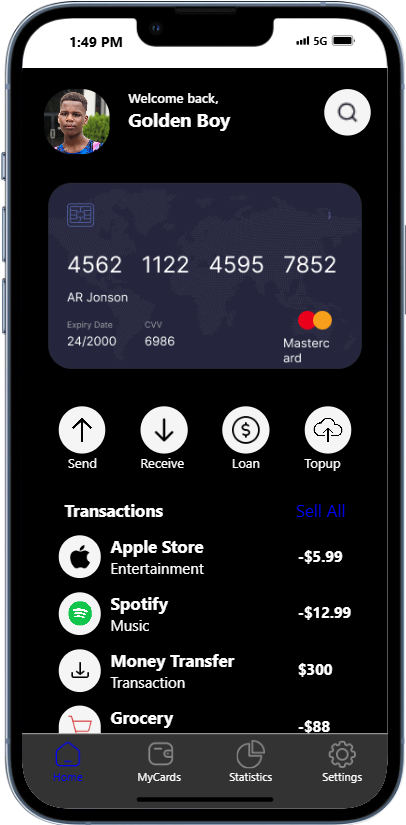 1:49 PM 5G
Welcome back,
Golden Boy
4562 1122 4595 7852
AR Jonson
Expiry Date CVV
24/2000 6986
Masterc
ard
Send Receive Loan Topup
Transactions Sell All
Apple Store
Entertainment
-$5.99
Spotify
Music
-$12.99
Money Transfer
Transaction
$300
Grocery
-$88
Home MyCards Statistics Settings